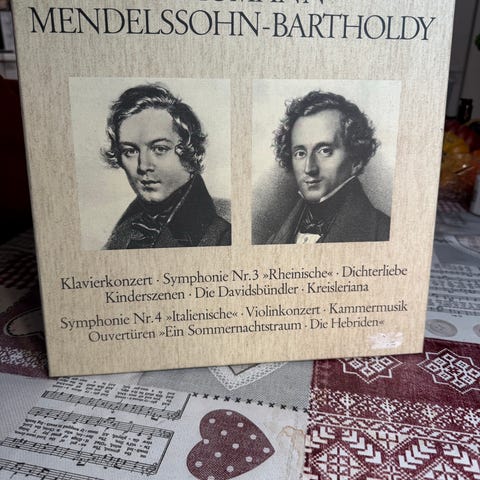 MENDELSSOHN-BARTHOLDY
Klavierkonzert · Symphonie Nr. 3 »Rheinische« · Dichterliebe
Kinderszenen · Die Davidsbündler · Kreisleriana
Symphonie Nr. 4 »Italienische« · Violinkonzert · Kammermusik
Ouvertüren »Ein Sommernachtstraum · Die Hebriden«